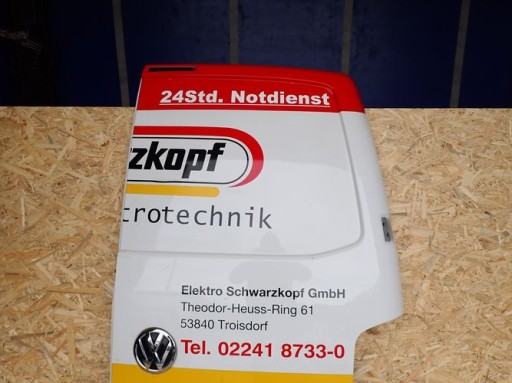 24Std. Notdienst
zkopf
trotechnik
Elektro Schwarzkopf GmbH
Theodor-Heuss-Ring 61
53840 Troisdorf
Tel. 02241 8733-0